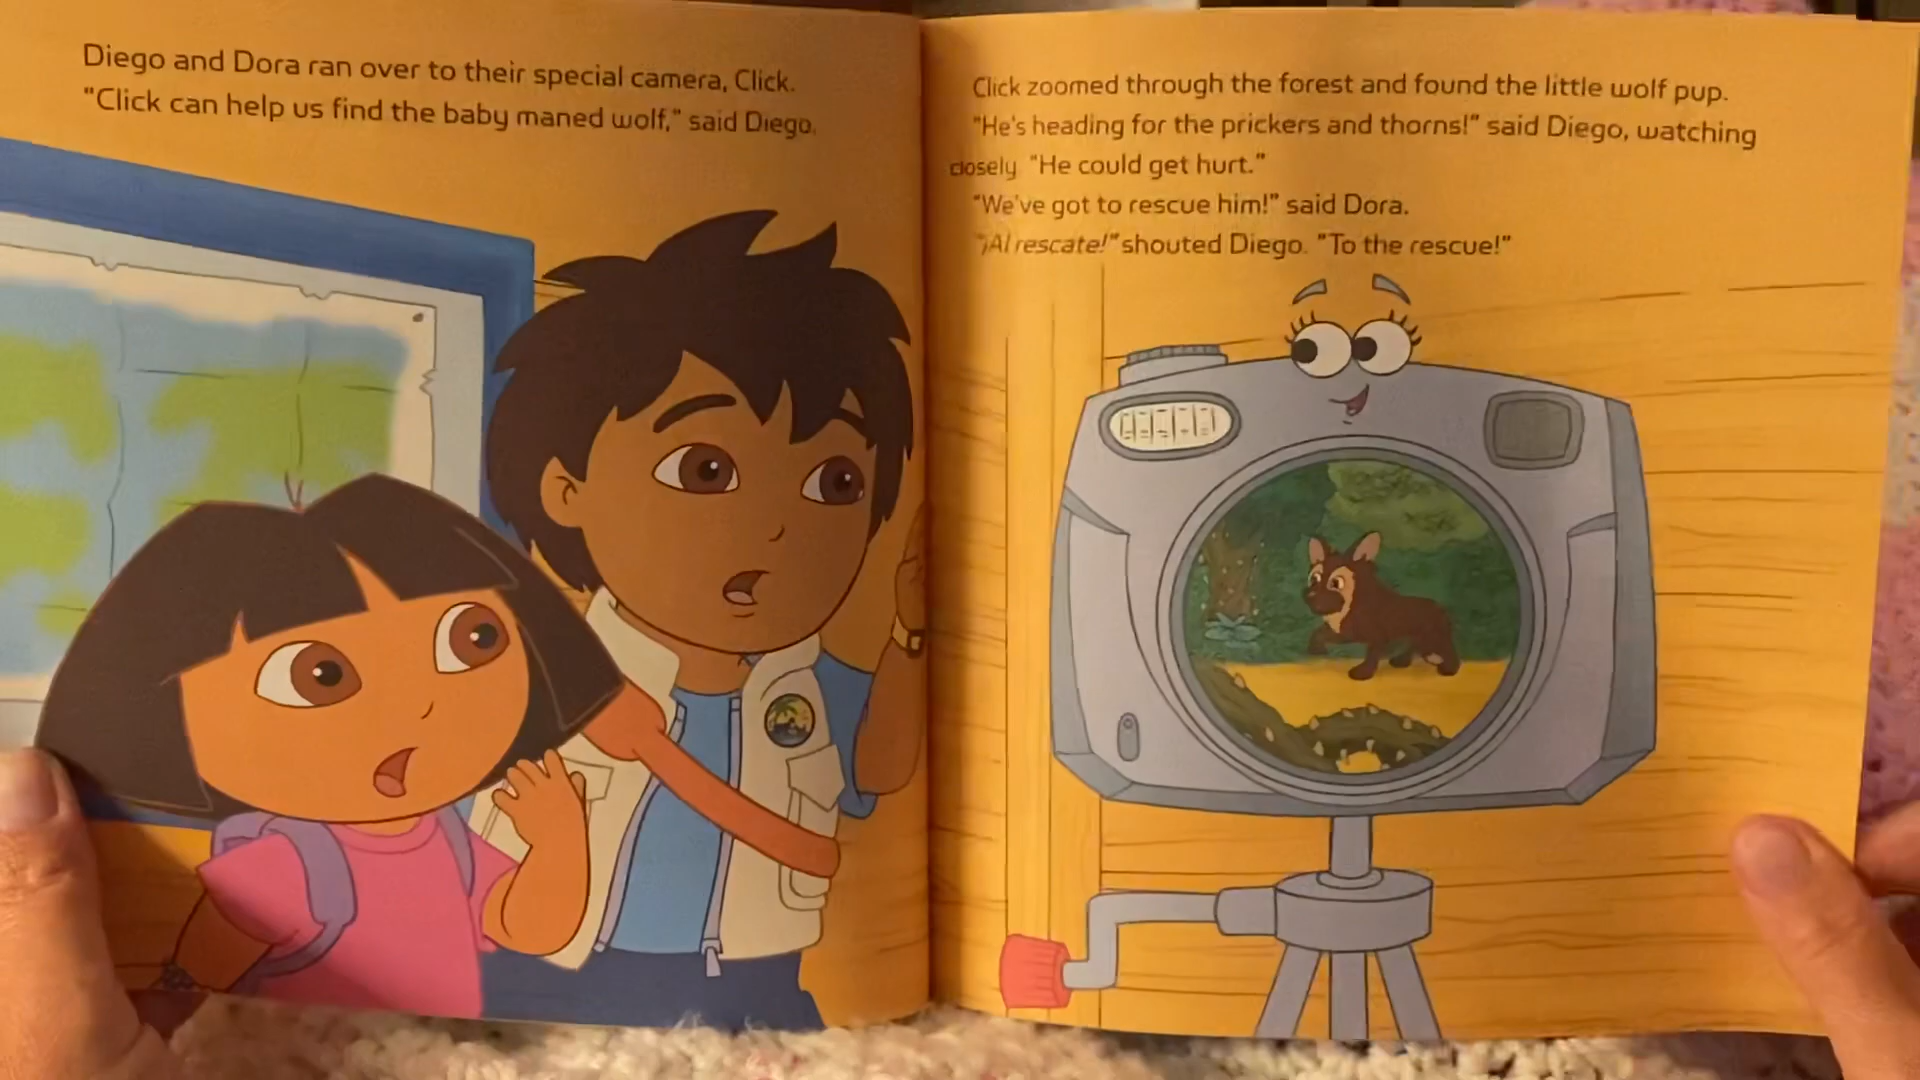 Diego and Dora ran over to their special camera, Click.
"Click can help us find the baby maned wolf," said Diego.
Click zoomed through the forest and found the little wolf pup.
"He's heading for the prickers and thorns!" said Diego, watching
closely. "He could get hurt."
"We've got to rescue him!" said Dora.
"¡Al rescate!" shouted Diego. "To the rescue!"